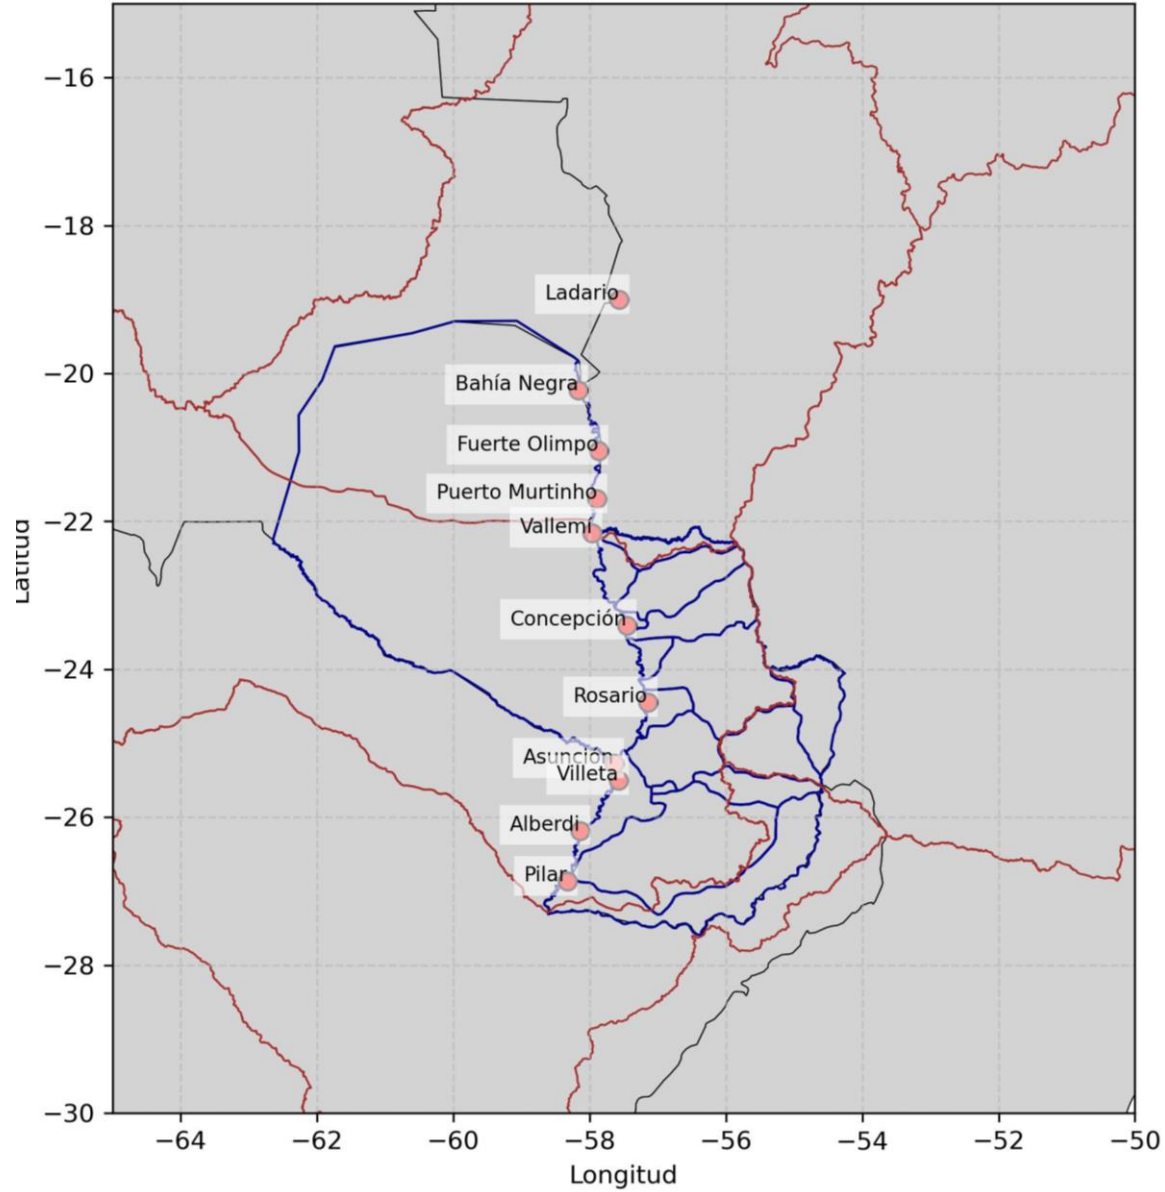 −16
−18
−20
−22
−24
−26
−28
−30
Latitud
Ladario
Bahía Negra
Fuerte Olimpo
Puerto Murtinho
Vallemí
Concepción
Rosario
Asunción
Villeta
Alberdi
Pilar
−64
−62
−60
−58
−56
−54
−52
−50
Longitud